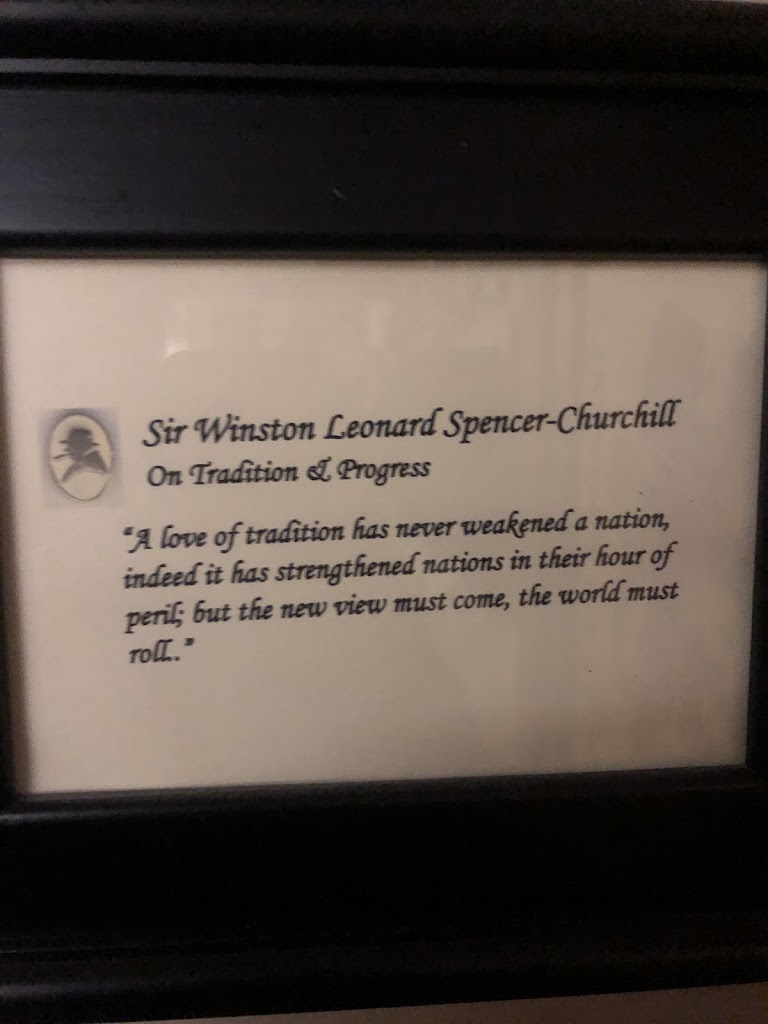 Sir Winston Leonard Spencer-Churchill
On Tradition & Progress
“A love of tradition has never weakened a nation,
indeed it has strengthened nations in their hour of
peril; but the new view must come, the world must
roll..”